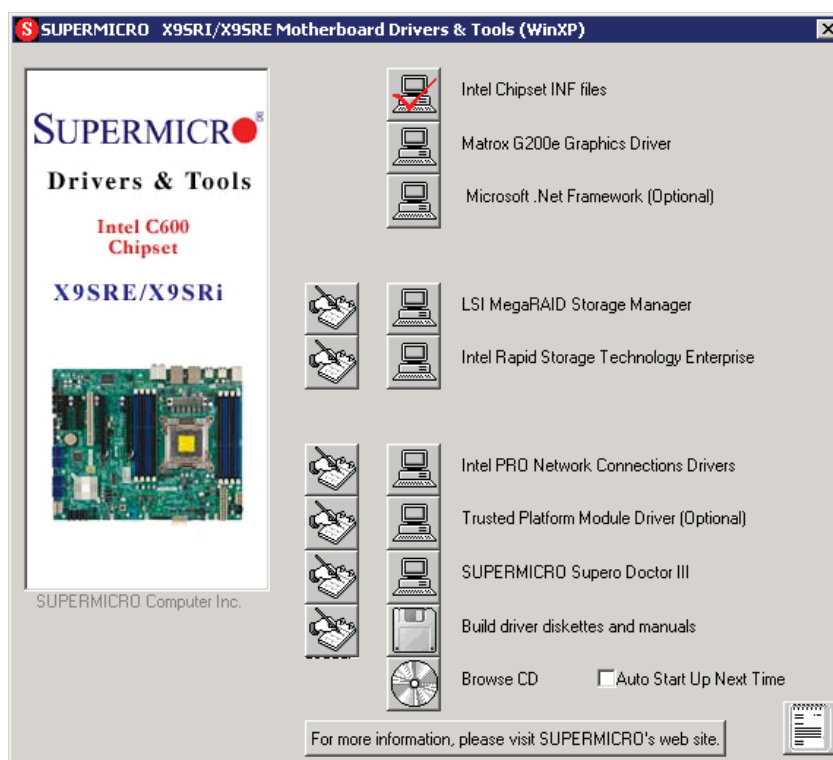 S SUPERMICRO X9SRI/X9SRE Motherboard Drivers & Tools (WinXP)
SUPERMICR®
Drivers & Tools
Intel C600
Chipset
X9SRE/X9SRi
SUPERMICRO Computer Inc.
Intel Chipset INF files
Matrox G200e Graphics Driver
Microsoft .Net Framework (Optional)
LSI MegaRAID Storage Manager
Intel Rapid Storage Technology Enterprise
Intel PRO Network Connections Drivers
Trusted Platform Module Driver (Optional)
SUPERMICRO Supero Doctor III
Build driver diskettes and manuals
Browse CD
Auto Start Up Next Time
For more information, please visit SUPERMICRO's web site.